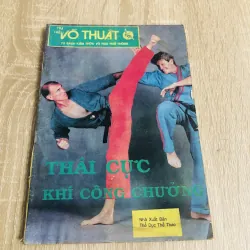 VÕ THUẬT
THÁI CỰC
KHÍ CÔNG CHƯỞNG
Nhà Xuất Bản
Thể Dục Thể Thao